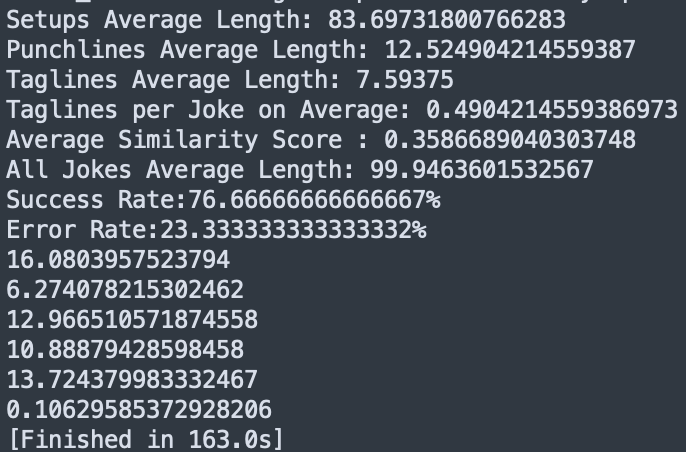 Setups Average Length: 83.69731800766283
Punchlines Average Length: 12.524904214559387
Taglines Average Length: 7.59375
Taglines per Joke on Average: 0.4904214559386973
Average Similarity Score : 0.3586689040303748
All Jokes Average Length: 99.9463601532567
Success Rate:76.66666666666667%
Error Rate:23.333333333333332%
16.0803957523794
6.274078215302462
12.966510571874558
10.88879428598458
13.724379983332467
0.10629585372928206
[Finished in 163.0s]